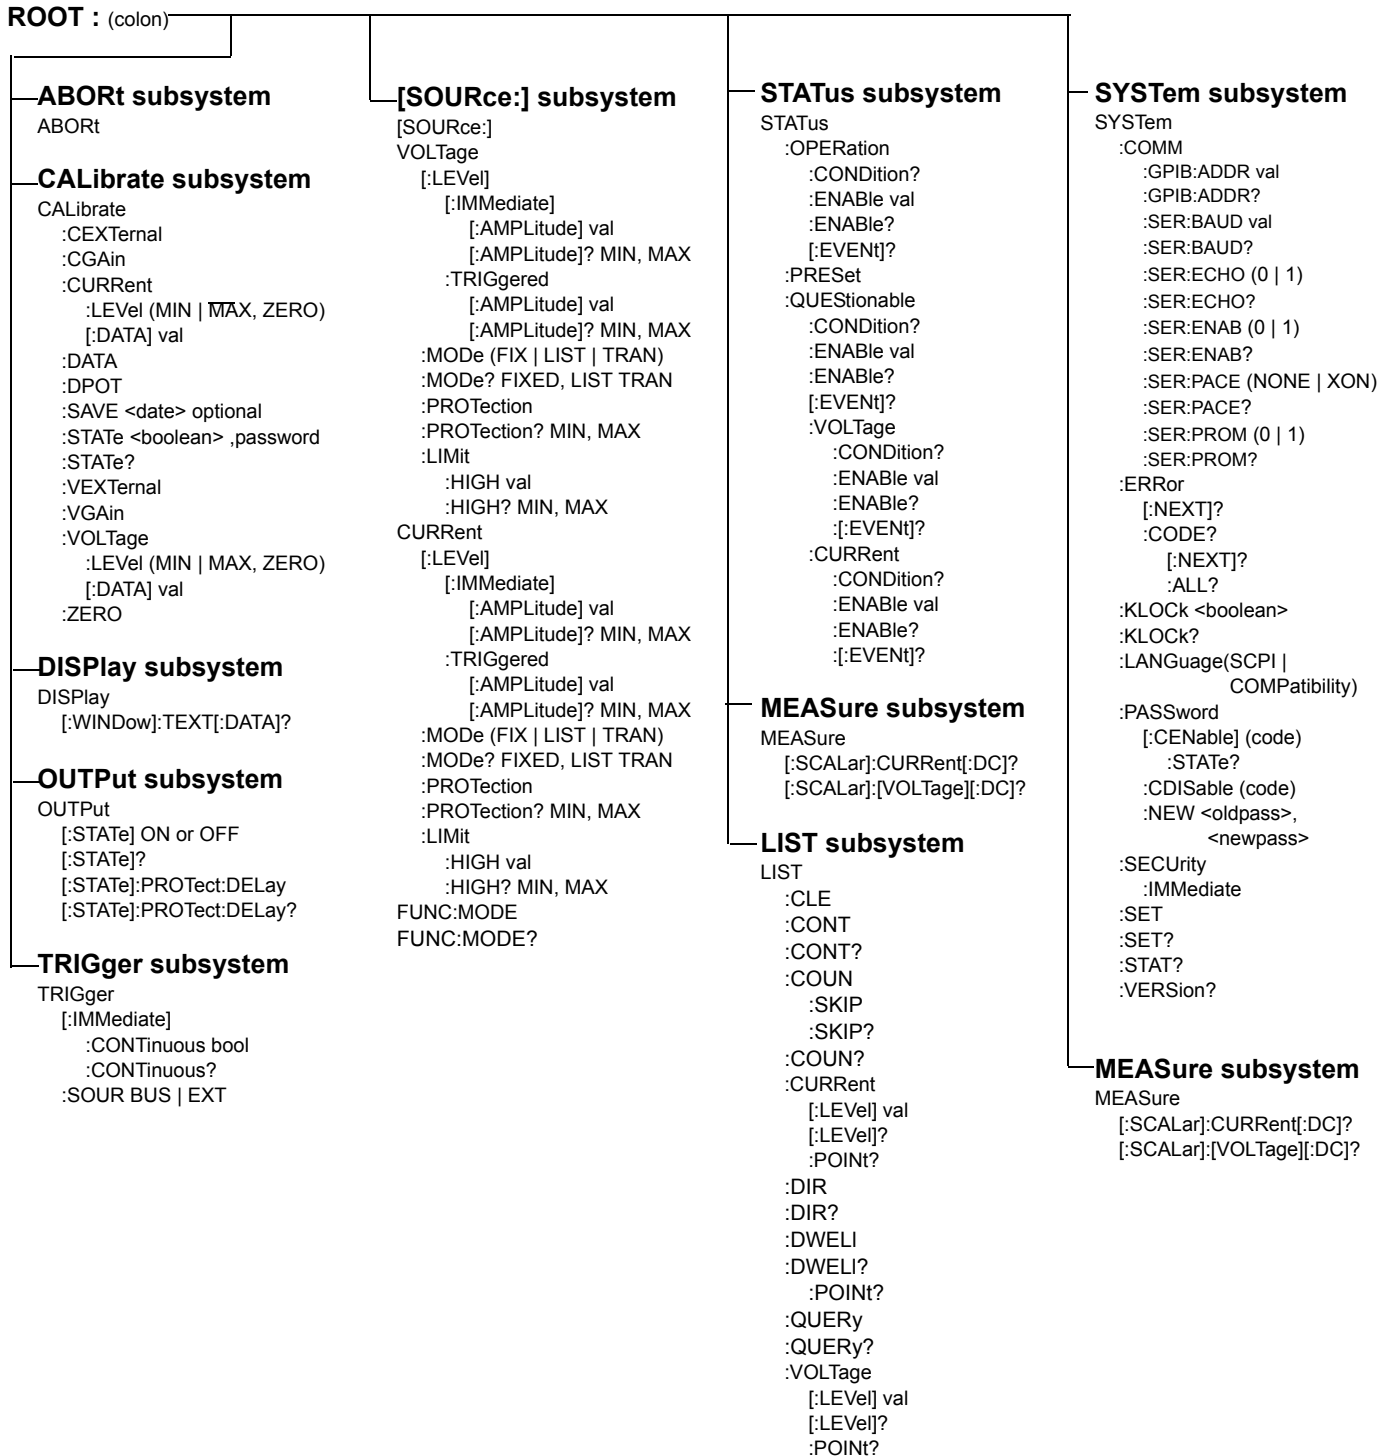 ROOT : (colon)
ABORt subsystem
ABORt
CALibrate subsystem
CALibrate
:CEXTernal
:CGAin
:CURRent
:LEVel (MIN | MAX, ZERO)
[:DATA] val
:DATA
:DPOT
:SAVE <date> optional
:STATe <boolean> ,password
:STATe?
:VEXTernal
:VGAin
:VOLTage
:LEVel (MIN | MAX, ZERO)
[:DATA] val
:ZERO
DISPlay subsystem
DISPlay
[:WINDow]:TEXT[:DATA]?
OUTPut subsystem
OUTPut
[:STATe] ON or OFF
[:STATe]?
[:STATe]:PROTect:DELay
[:STATe]:PROTect:DELay?
TRIGger subsystem
TRIGger
[:IMMediate]
:CONTinuous bool
:CONTinuous?
:SOUR BUS | EXT
[SOURce:] subsystem
[SOURce:]
VOLTage
[:LEVel]
[:IMMediate]
[:AMPLitude] val
[:AMPLitude]? MIN, MAX
:TRIGgered
[:AMPLitude] val
[:AMPLitude]? MIN, MAX
:MODe (FIX | LIST | TRAN)
:MODe? FIXED, LIST TRAN
:PROTection
:PROTection? MIN, MAX
:LIMit
:HIGH val
:HIGH? MIN, MAX
CURRent
[:LEVel]
[:IMMediate]
[:AMPLitude] val
[:AMPLitude]? MIN, MAX
:TRIGgered
[:AMPLitude] val
[:AMPLitude]? MIN, MAX
:MODe (FIX | LIST | TRAN)
:MODe? FIXED, LIST TRAN
:PROTection
:PROTection? MIN, MAX
:LIMit
:HIGH val
:HIGH? MIN, MAX
FUNC:MODE
FUNC:MODE?
STATus subsystem
STATus
:OPERation
:CONDition?
:ENABle val
:ENABle?
[:EVENt]?
:PRESet
:QUEStionable
:CONDition?
:ENABle val
:ENABle?
[:EVENt]?
:VOLTage
:CONDition?
:ENABle val
:ENABle?
:[:EVENt]?
:CURRent
:CONDition?
:ENABle val
:ENABle?
:[:EVENt]?
MEASure subsystem
MEASure
[:SCALar]:CURRent[:DC]?
[:SCALar]:[VOLTage][:DC]?
LIST subsystem
LIST
:CLE
:CONT
:CONT?
:COUN
:SKIP
:SKIP?
:COUN?
:CURRent
[:LEVel] val
[:LEVel]?
:POINt?
:DIR
:DIR?
:DWELl
:DWELl?
:POINt?
:QUERy
:QUERy?
:VOLTage
[:LEVel] val
[:LEVel]?
:POINt?
SYSTem subsystem
SYSTem
:COMM
:GPIB:ADDR val
:GPIB:ADDR?
:SER:BAUD val
:SER:BAUD?
:SER:ECHO (0 | 1)
:SER:ECHO?
:SER:ENAB (0 | 1)
:SER:ENAB?
:SER:PACE (NONE | XON)
:SER:PACE?
:SER:PROM (0 | 1)
:SER:PROM?
:ERRor
[:NEXT]?
:CODE?
[:NEXT]?
:ALL?
:KLOCk <boolean>
:KLOCk?
:LANGuage(SCPI |
COMPatibility)
:PASSword
[:CENable] (code)
:STATe?
:CDISable (code)
:NEW <oldpass>,
<newpass>
:SECUrity
:IMMediate
:SET
:SET?
:STAT?
:VERSion?
MEASure subsystem
MEASure
[:SCALar]:CURRent[:DC]?
[:SCALar]:[VOLTage][:DC]?